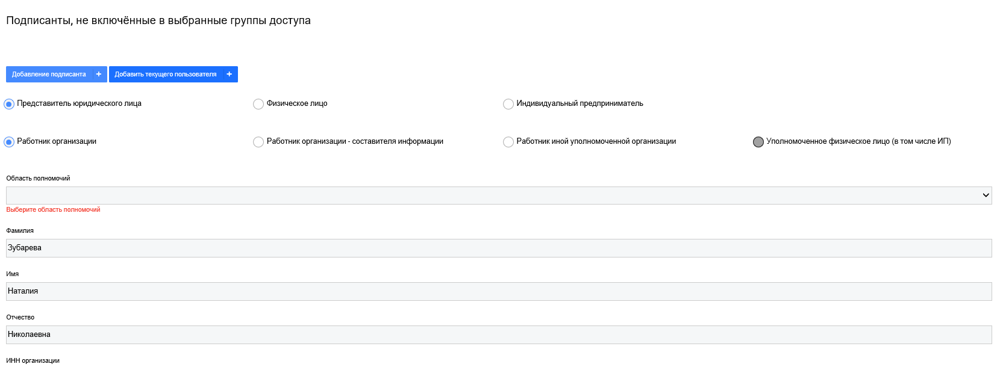 Подписанты, не включённые в выбранные группы доступа
Добавление подписанта + Добавить текущего пользователя +
Представитель юридического лица Физическое лицо Индивидуальный предприниматель
Работник организации Работник организации - составителя информации Работник иной уполномоченной организации Уполномоченное физическое лицо (в том числе ИП)
Область полномочий
Выберите область полномочий
Фамилия
Зубарева
Имя
Наталия
Отчество
Николаевна
ИНН организации